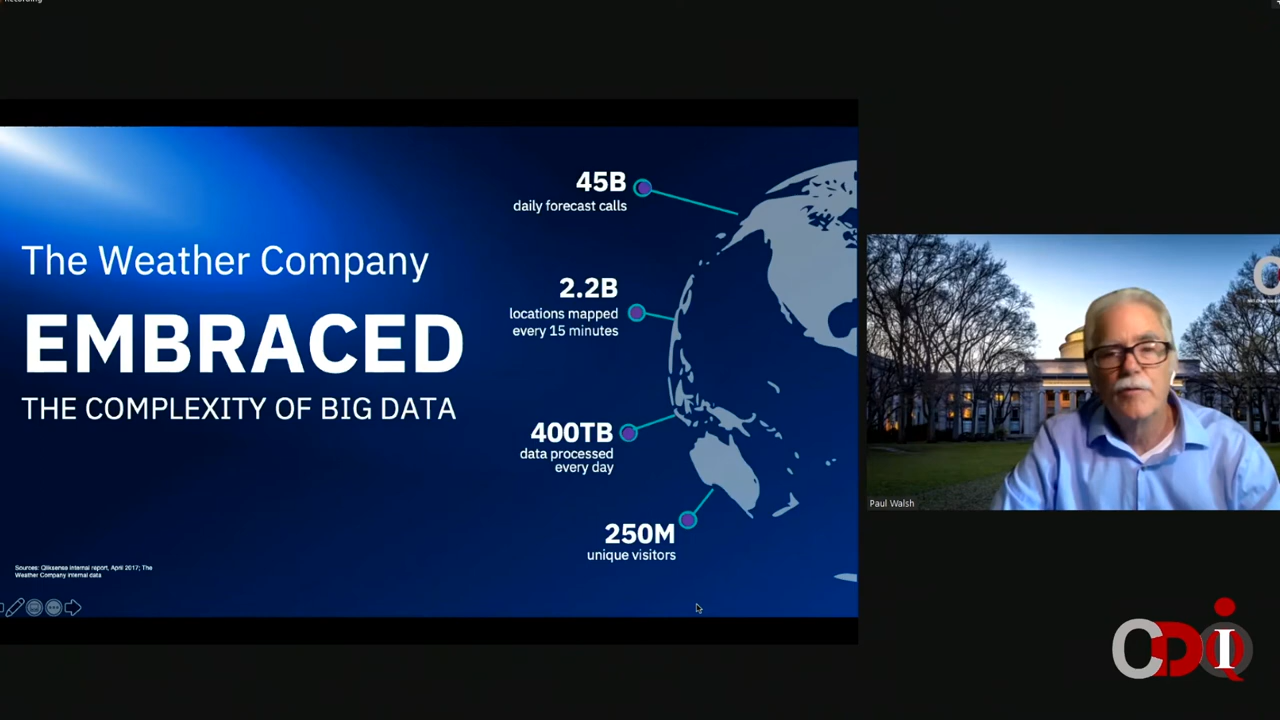 The Weather Company
EMBRACED
THE COMPLEXITY OF BIG DATA
45B
daily forecast calls
2.2B
locations mapped
every 15 minutes
400TB
data processed
every day
250M
unique visitors
Sources: Qliksense internal report, April 2017; The
Weather Company internal data
Paul Walsh
CDIQ